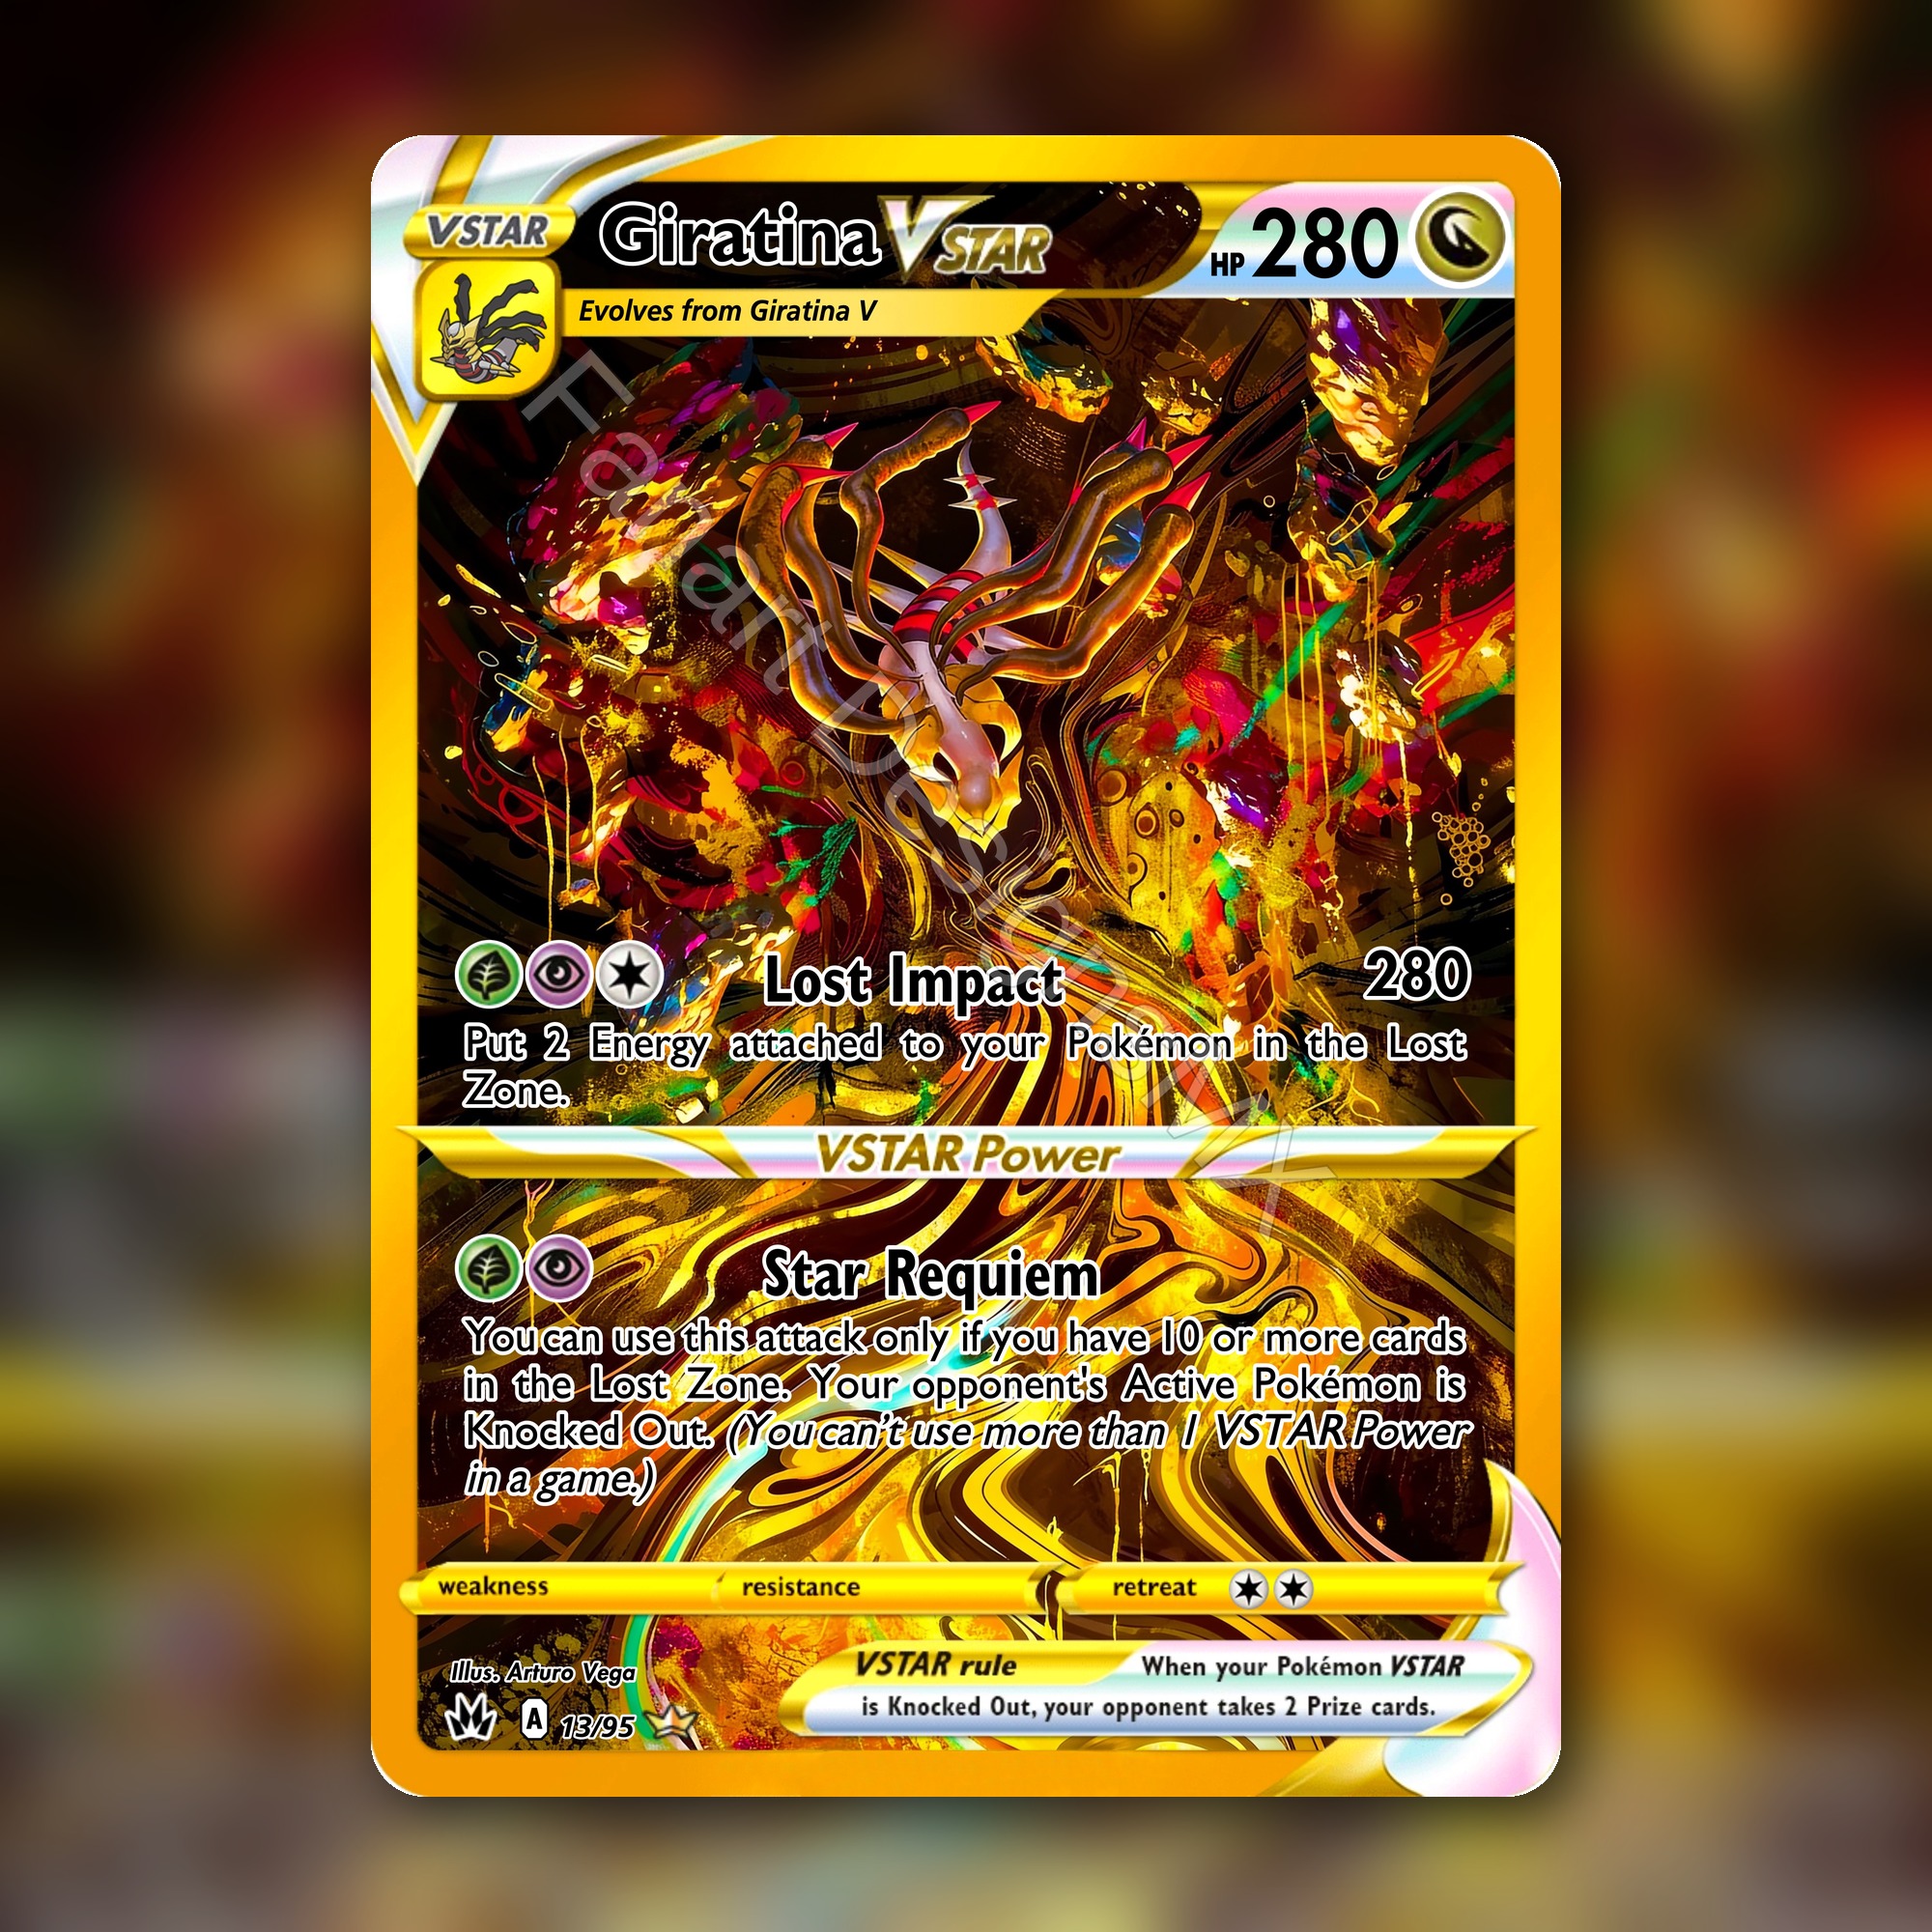 VSTAR
Giratina VSTAR
HP 280
Evolves from Giratina V
Fanart DesignsMX
Lost Impact 280
Put 2 Energy attached to your Pokémon in the Lost
Zone.
VSTAR Power
Star Requiem
You can use this attack only if you have 10 or more cards
in the Lost Zone. Your opponent's Active Pokémon is
Knocked Out. (You can't use more than 1 VSTAR Power
in a game.)
weakness resistance retreat
Illus. Arturo Vega
A 13/95
VSTAR rule When your Pokémon VSTAR
is Knocked Out, your opponent takes 2 Prize cards.